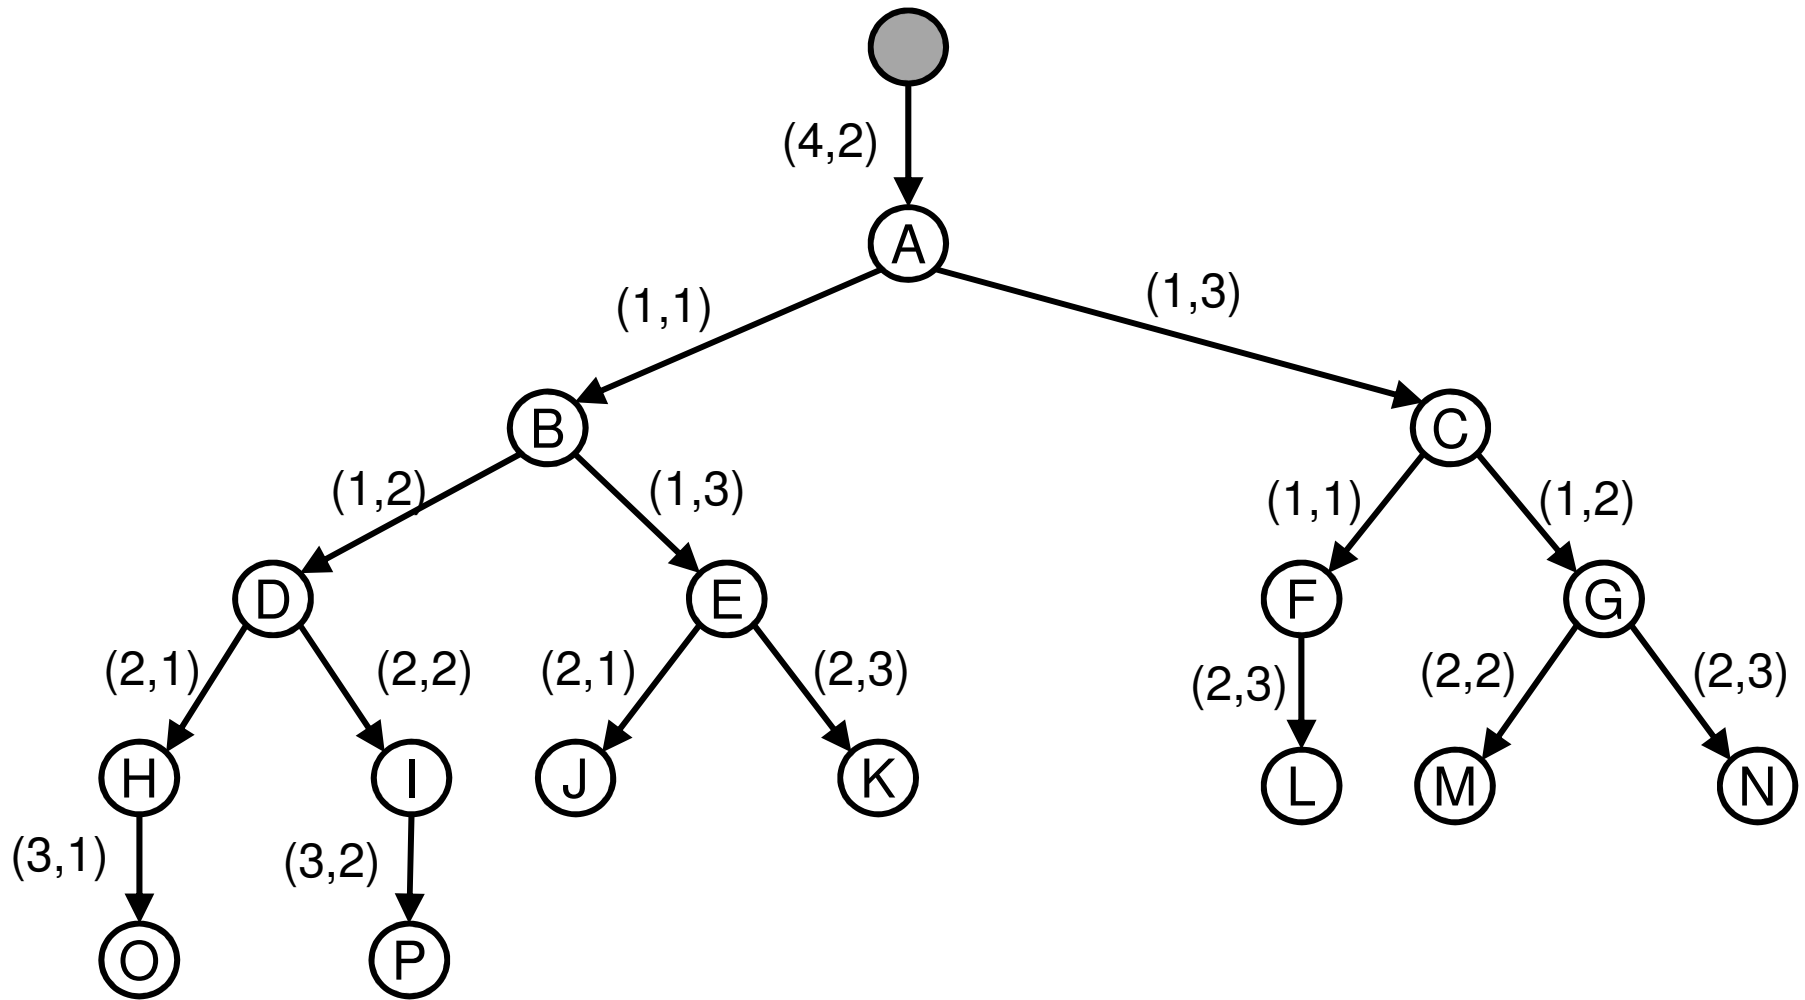 (4,2)
A
(1,1)
(1,3)
B
C
(1,2)
(1,3)
(1,1)
(1,2)
D
E
F
G
(2,1)
(2,2)
(2,1)
(2,3)
(2,3)
(2,2)
(2,3)
H
I
J
K
L
M
N
(3,1)
(3,2)
O
P